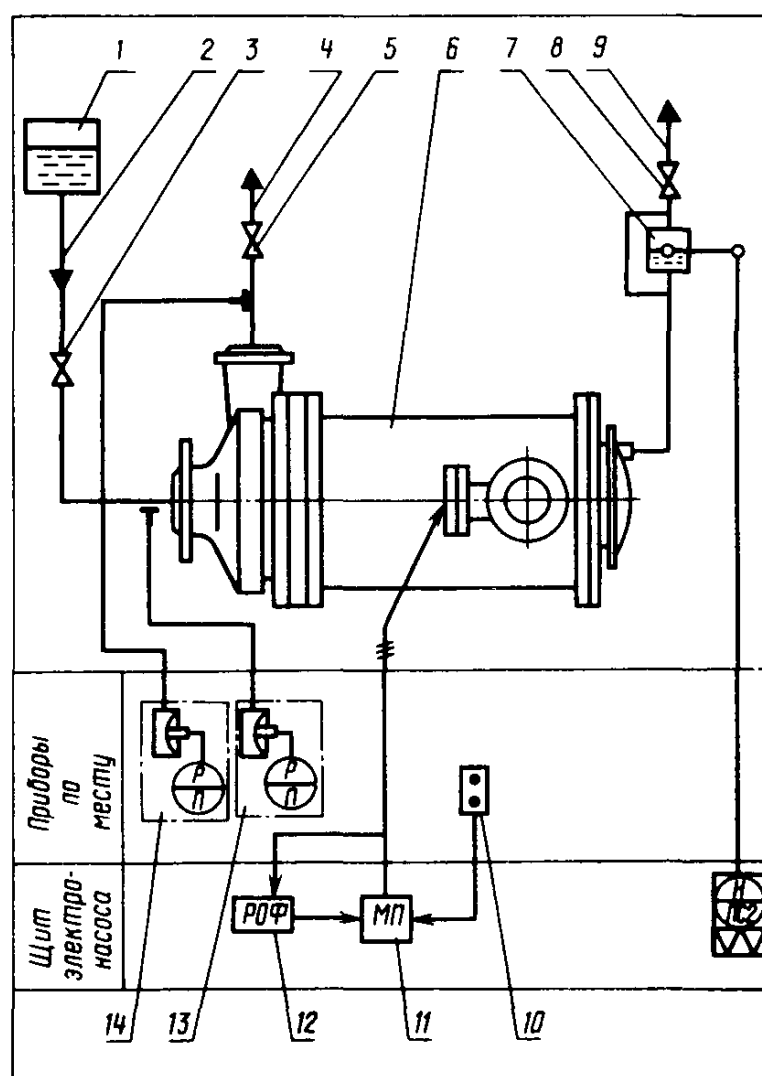 1 2 3 4 5 6 7 8 9
Приборы
по
месту
Р
П
Р
П
Щит
электро-
насоса
РОФ
МП
14 13 12 11 10